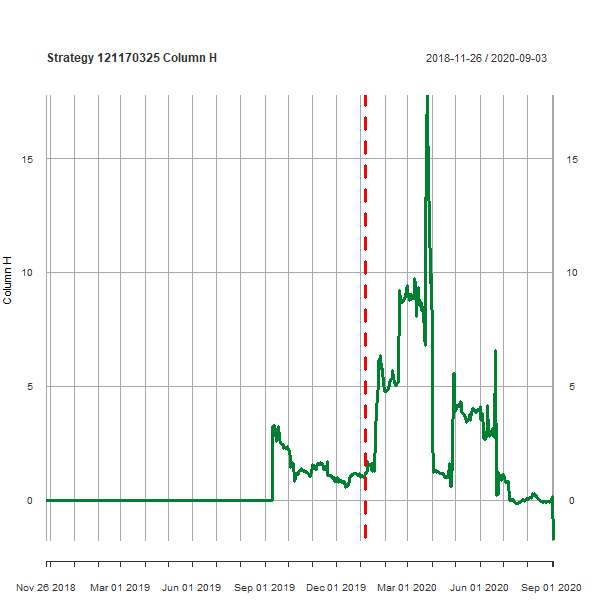 Strategy 121170325 Column H
2018-11-26 / 2020-09-03
15
15
10
10
5
5
0
0
Column H
Nov 26 2018
Mar 01 2019
Jun 01 2019
Sep 01 2019
Dec 01 2019
Mar 01 2020
Jun 01 2020
Sep 01 2020